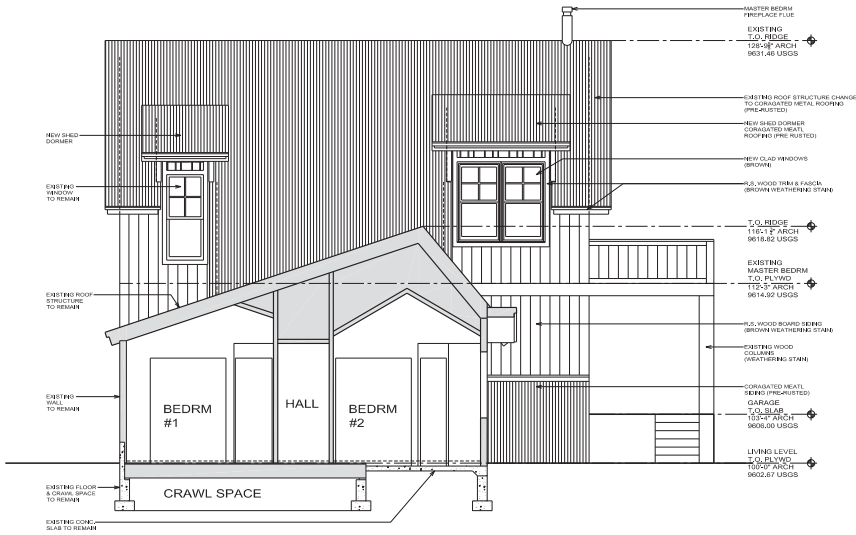 MASTER BEDRM
FIREPLACE FLUE
EXISTING
T.O. RIDGE
128'-9⅝" ARCH
9631.46 USGS
EXISTING ROOF STRUCTURE CHANGE
TO CORAGATED METAL ROOFING
(PRE-RUSTED)
NEW SHED DORMER
CORAGATED MEATL
ROOFING (PRE RUSTED)
NEW CLAD WINDOWS
(BROWN)
R.S. WOOD TRIM & FASCIA
(BROWN WEATHERING STAIN)
T.O. RIDGE
116'-1 ¾" ARCH
9618.82 USGS
EXISTING
MASTER BEDRM
T.O. PLYWD
112'-3" ARCH
9614.92 USGS
R.S. WOOD BOARD SIDING
(BROWN WEATHERING STAIN)
EXISTING WOOD
COLUMNS
(WEATHERING STAIN)
CORAGATED MEATL
SIDING (PRE-RUSTED)
GARAGE
T.O. SLAB
103'-4" ARCH
9606.00 USGS
LIVING LEVEL
T.O. PLYWD
100'-0" ARCH
9602.67 USGS
NEW SHED
DORMER
EXISTING
WINDOW
TO REMAIN
EXISTING ROOF
STRUCTURE
TO REMAIN
EXISTING
WALL
TO REMAIN
EXISTING FLOOR
& CRAWL SPACE
TO REMAIN
EXISTING CONC.
SLAB TO REMAIN
BEDRM
#1
HALL
BEDRM
#2
CRAWL SPACE